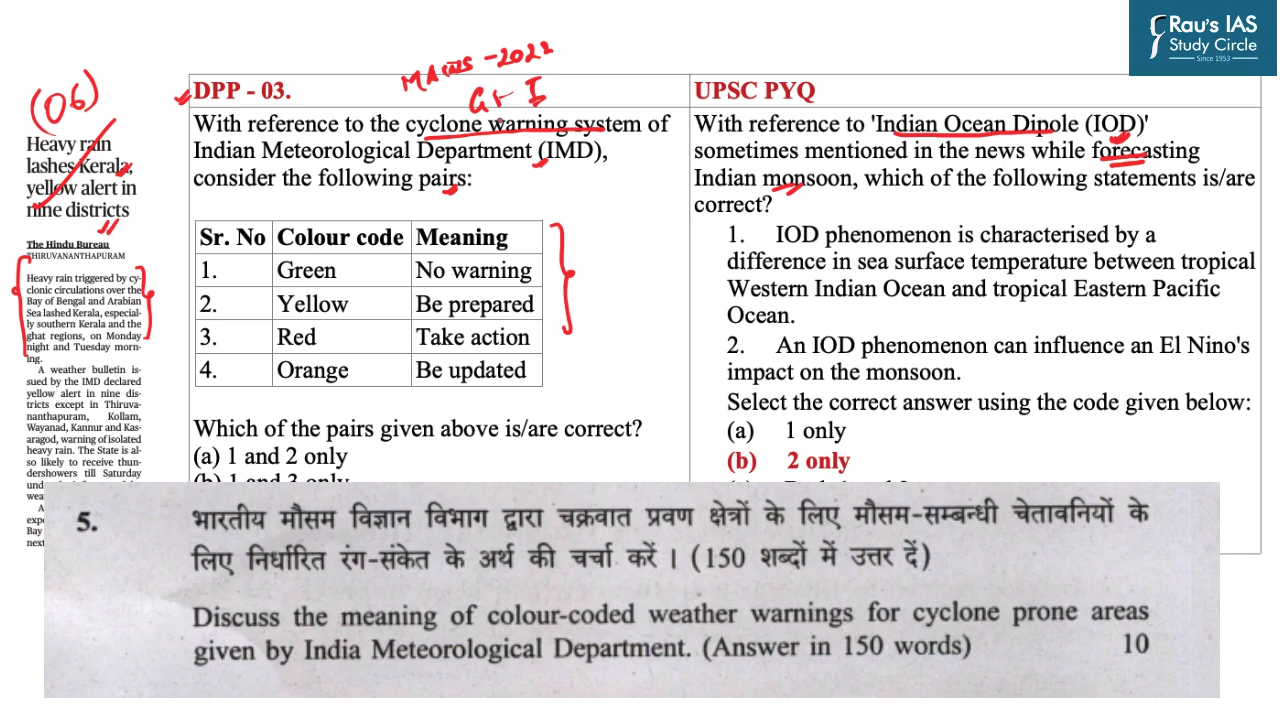 Rau's IAS
Study Circle
Since 1953
MAINS -2022
GS I
(06)
Heavy rain
lashes Kerala,
yellow alert in
nine districts
The Hindu Bureau
THIRUVANANTHAPURAM
Heavy rain triggered by cy-
clonic circulations over the
Bay of Bengal and Arabian
Sea lashed Kerala, especial-
ly southern Kerala and the
ghat regions, on Monday
night and Tuesday morn-
ing.
A weather bulletin is-
sued by the IMD declared
yellow alert in nine dis-
tricts except in Thiruva-
nanthapuram, Kollam,
Wayanad, Kannur and Kas-
aragod, warning of isolated
heavy rain. The State is al-
so likely to receive thun-
dershowers till Saturday
und
wea
A
exp
Bay
next
DPP - 03.
With reference to the cyclone warning system of
Indian Meteorological Department (IMD),
consider the following pairs:
Sr. No Colour code Meaning
1. Green No warning
2. Yellow Be prepared
3. Red Take action
4. Orange Be updated
Which of the pairs given above is/are correct?
(a) 1 and 2 only
(b) 1 and 3 only
UPSC PYQ
With reference to 'Indian Ocean Dipole (IOD)'
sometimes mentioned in the news while forecasting
Indian monsoon, which of the following statements is/are
correct?
1. IOD phenomenon is characterised by a
difference in sea surface temperature between tropical
Western Indian Ocean and tropical Eastern Pacific
Ocean.
2. An IOD phenomenon can influence an El Nino's
impact on the monsoon.
Select the correct answer using the code given below:
(a) 1 only
(b) 2 only
5. भारतीय मौसम विज्ञान विभाग द्वारा चक्रवात प्रवण क्षेत्रों के लिए मौसम-सम्बन्धी चेतावनियों के
लिए निर्धारित रंग-संकेत के अर्थ की चर्चा करें । (150 शब्दों में उत्तर दें)
Discuss the meaning of colour-coded weather warnings for cyclone prone areas
given by India Meteorological Department. (Answer in 150 words) 10